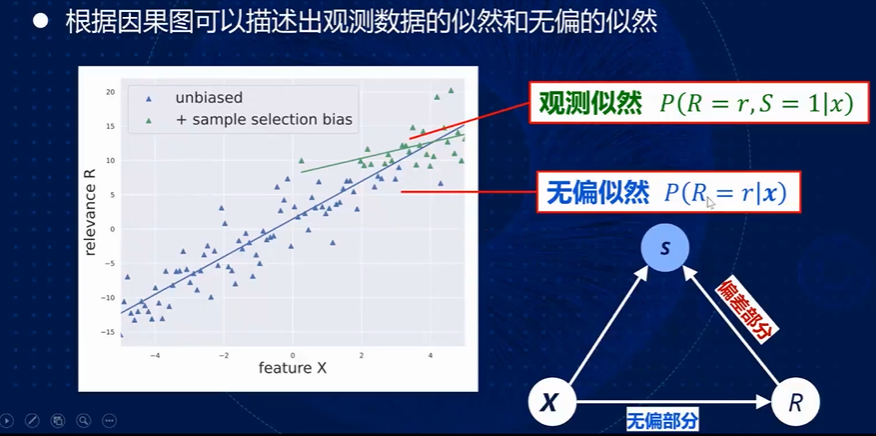 ● 根据因果图可以描述出观测数据的似然和无偏的似然
unbiased
+ sample selection bias
relevance R
20
15
10
5
0
−5
−10
−15
−4
−2
0
2
4
feature X
观测似然 P(R = r, S = 1|x)
无偏似然 P(R = r|x)
S
偏差部分
X
R
无偏部分